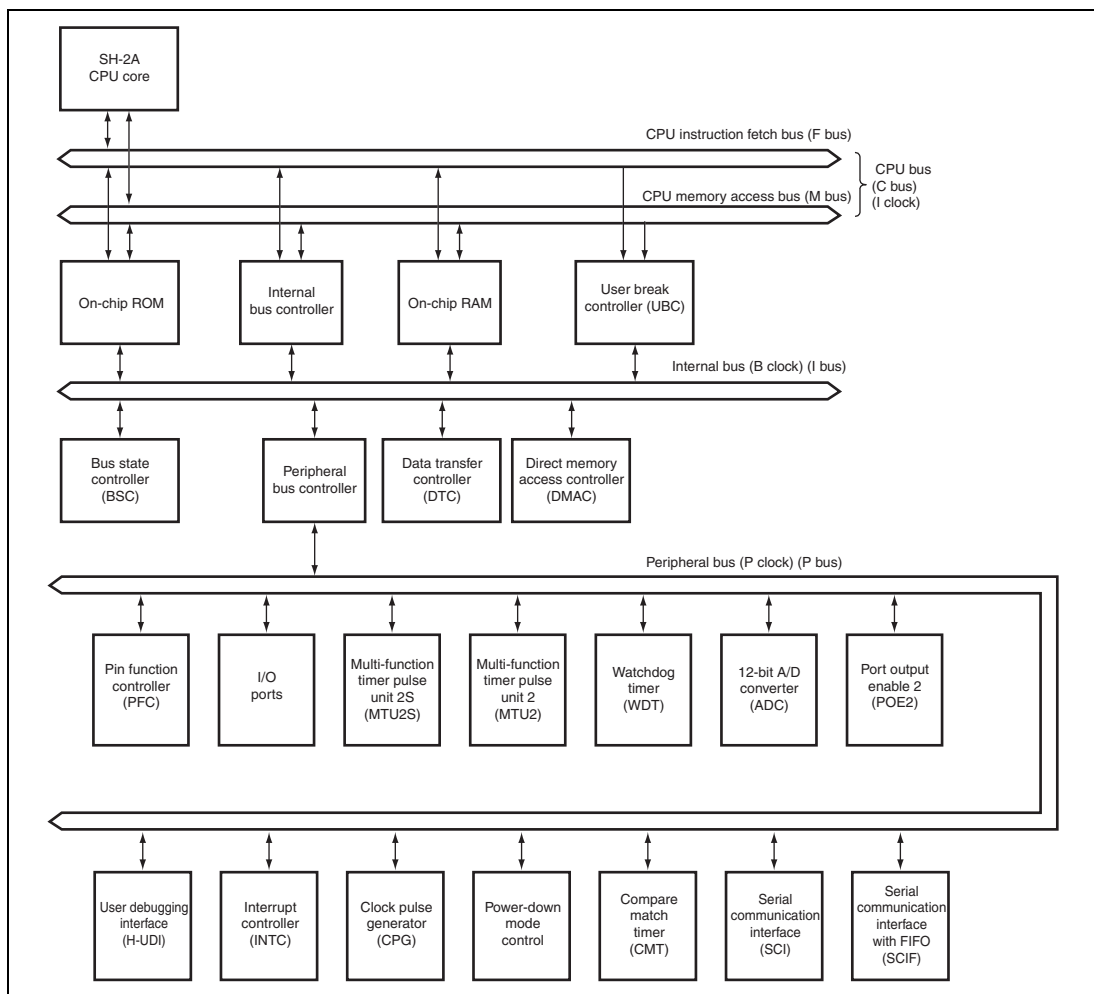 SH-2A
CPU core
CPU instruction fetch bus (F bus)
CPU bus
(C bus)
(I clock)
CPU memory access bus (M bus)
On-chip ROM
Internal
bus controller
On-chip RAM
User break
controller (UBC)
Internal bus (B clock) (I bus)
Bus state
controller
(BSC)
Peripheral
bus controller
Data transfer
controller
(DTC)
Direct memory
access controller
(DMAC)
Peripheral bus (P clock) (P bus)
Pin function
controller
(PFC)
I/O
ports
Multi-function
timer pulse
unit 2S
(MTU2S)
Multi-function
timer pulse
unit 2
(MTU2)
Watchdog
timer
(WDT)
12-bit A/D
converter
(ADC)
Port output
enable 2
(POE2)
User debugging
interface
(H-UDI)
Interrupt
controller
(INTC)
Clock pulse
generator
(CPG)
Power-down
mode
control
Compare
match
timer
(CMT)
Serial
communication
interface
(SCI)
Serial
communication
interface
with FIFO
(SCIF)